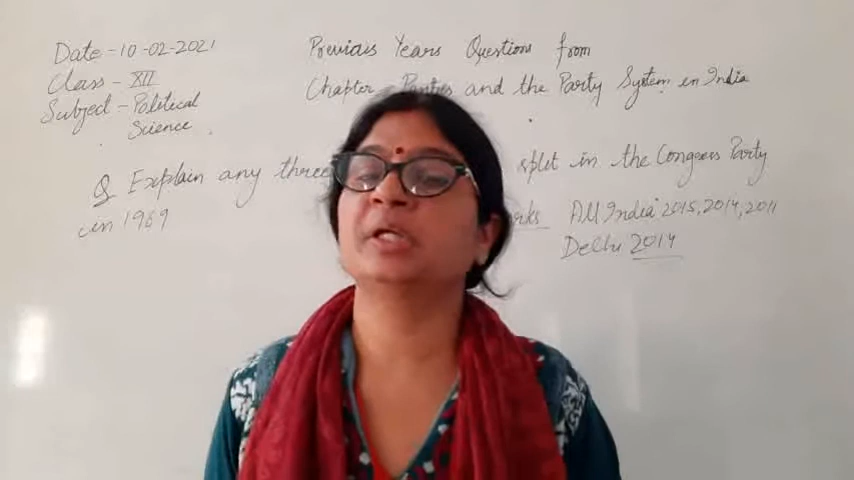 Date - 10-02-2021
Class - XII
Subject - Political
Science
Previous Years Questions from
Chapter - Parties and the Party System in India
Q Explain any three split in the Congress Party
in 1969
All India 2015, 2014, 2011
Delhi 2014